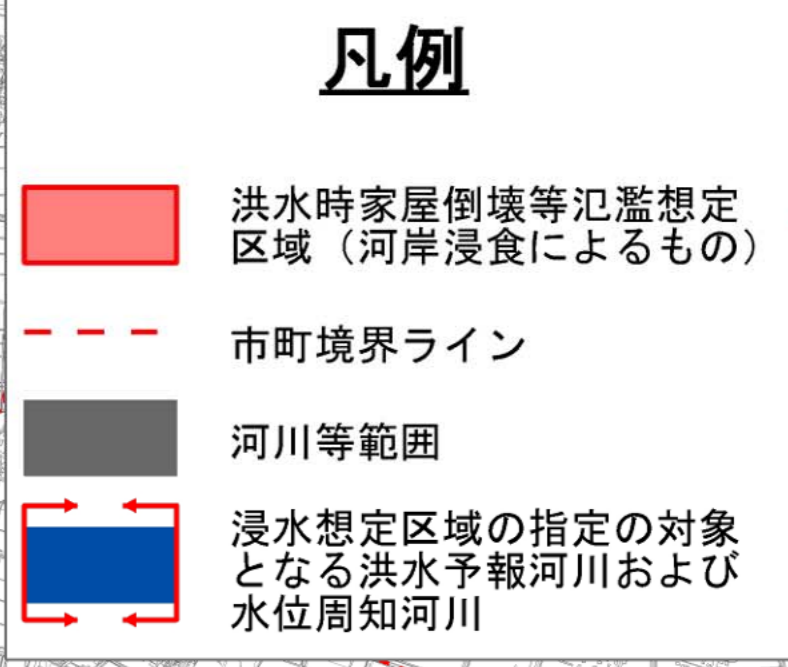 凡例
洪水時家屋倒壊等氾濫想定
区域（河岸浸食によるもの）
市町境界ライン
河川等範囲
浸水想定区域の指定の対象
となる洪水予報河川および
水位周知河川